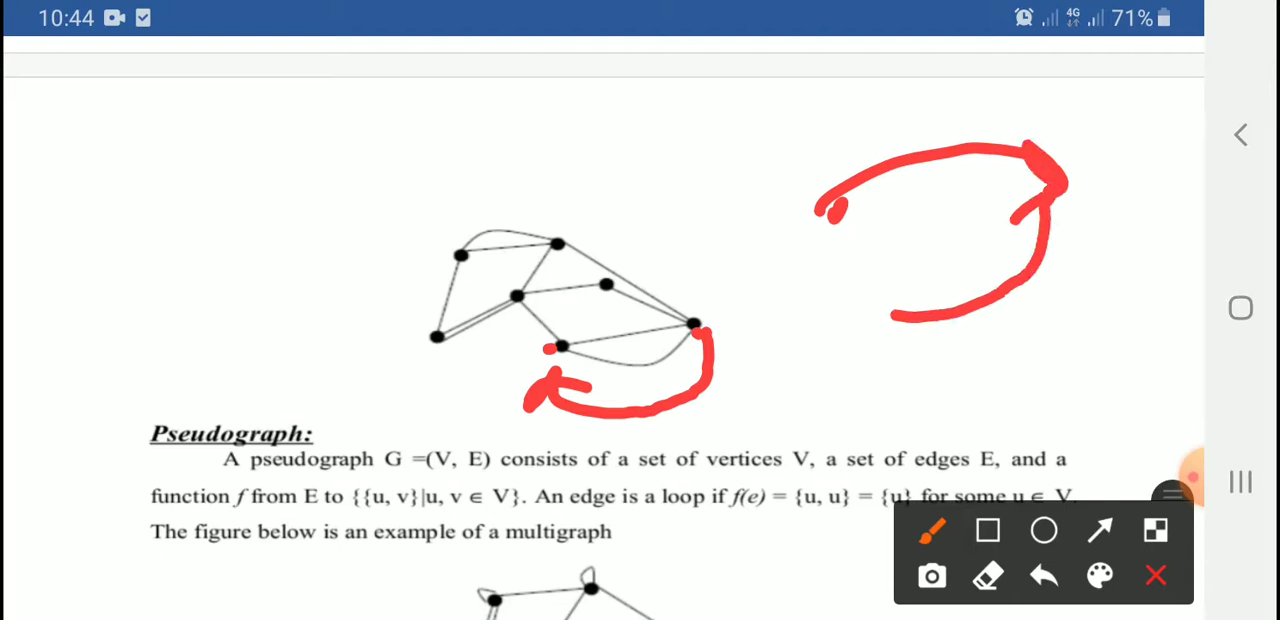 10:44 4G 71%
Pseudograph:
A pseudograph G =(V, E) consists of a set of vertices V, a set of edges E, and a
function f from E to {{u, v}|u, v ∈ V}. An edge is a loop if f(e) = {u, u} = {u} for some u ∈ V.
The figure below is an example of a multigraph